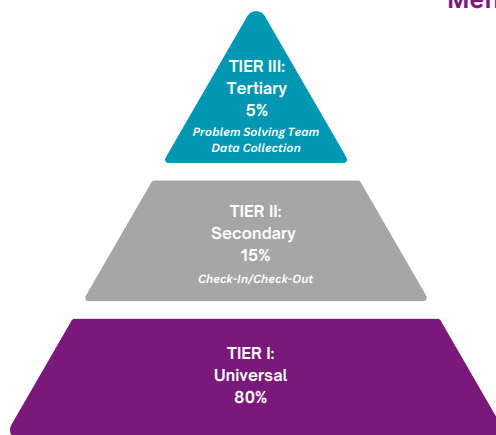 TIER III:
Tertiary
5%
Problem Solving Team
Data Collection
TIER II:
Secondary
15%
Check-In/Check-Out
TIER I:
Universal
80%